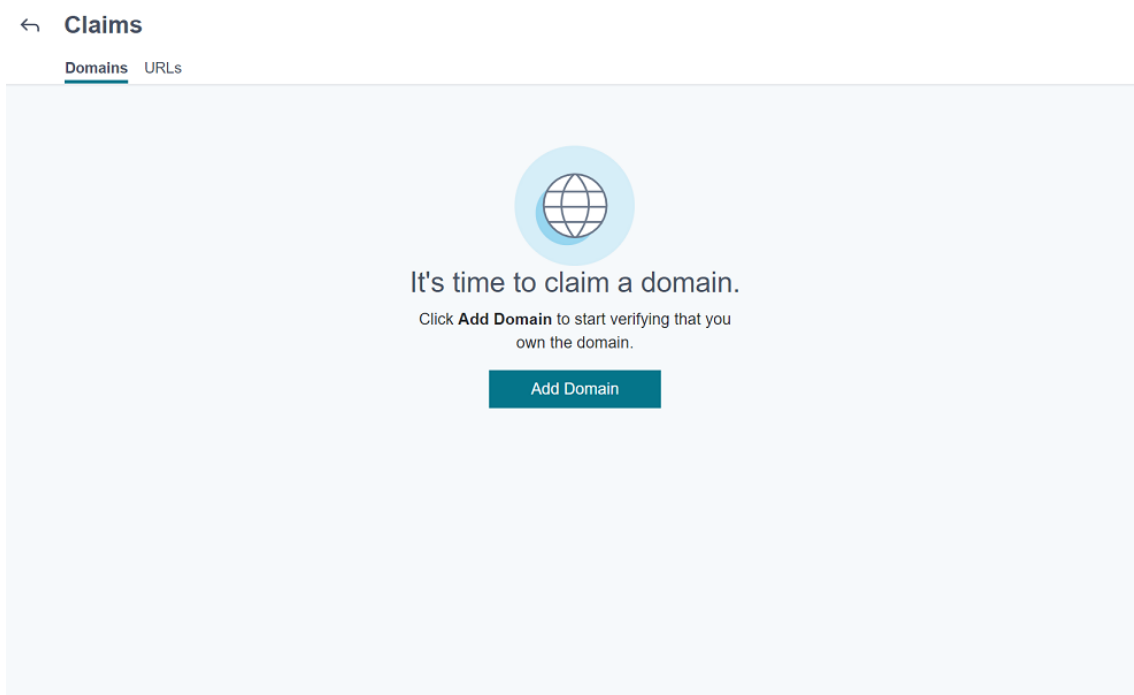 Claims
Domains URLs
It's time to claim a domain.
Click Add Domain to start verifying that you
own the domain.
Add Domain